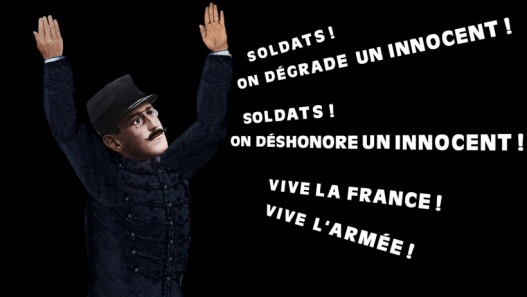 SOLDATS !
ON DÉGRADE UN INNOCENT !
SOLDATS !
ON DÉSHONORE UN INNOCENT !
VIVE LA FRANCE !
VIVE L'ARMÉE !